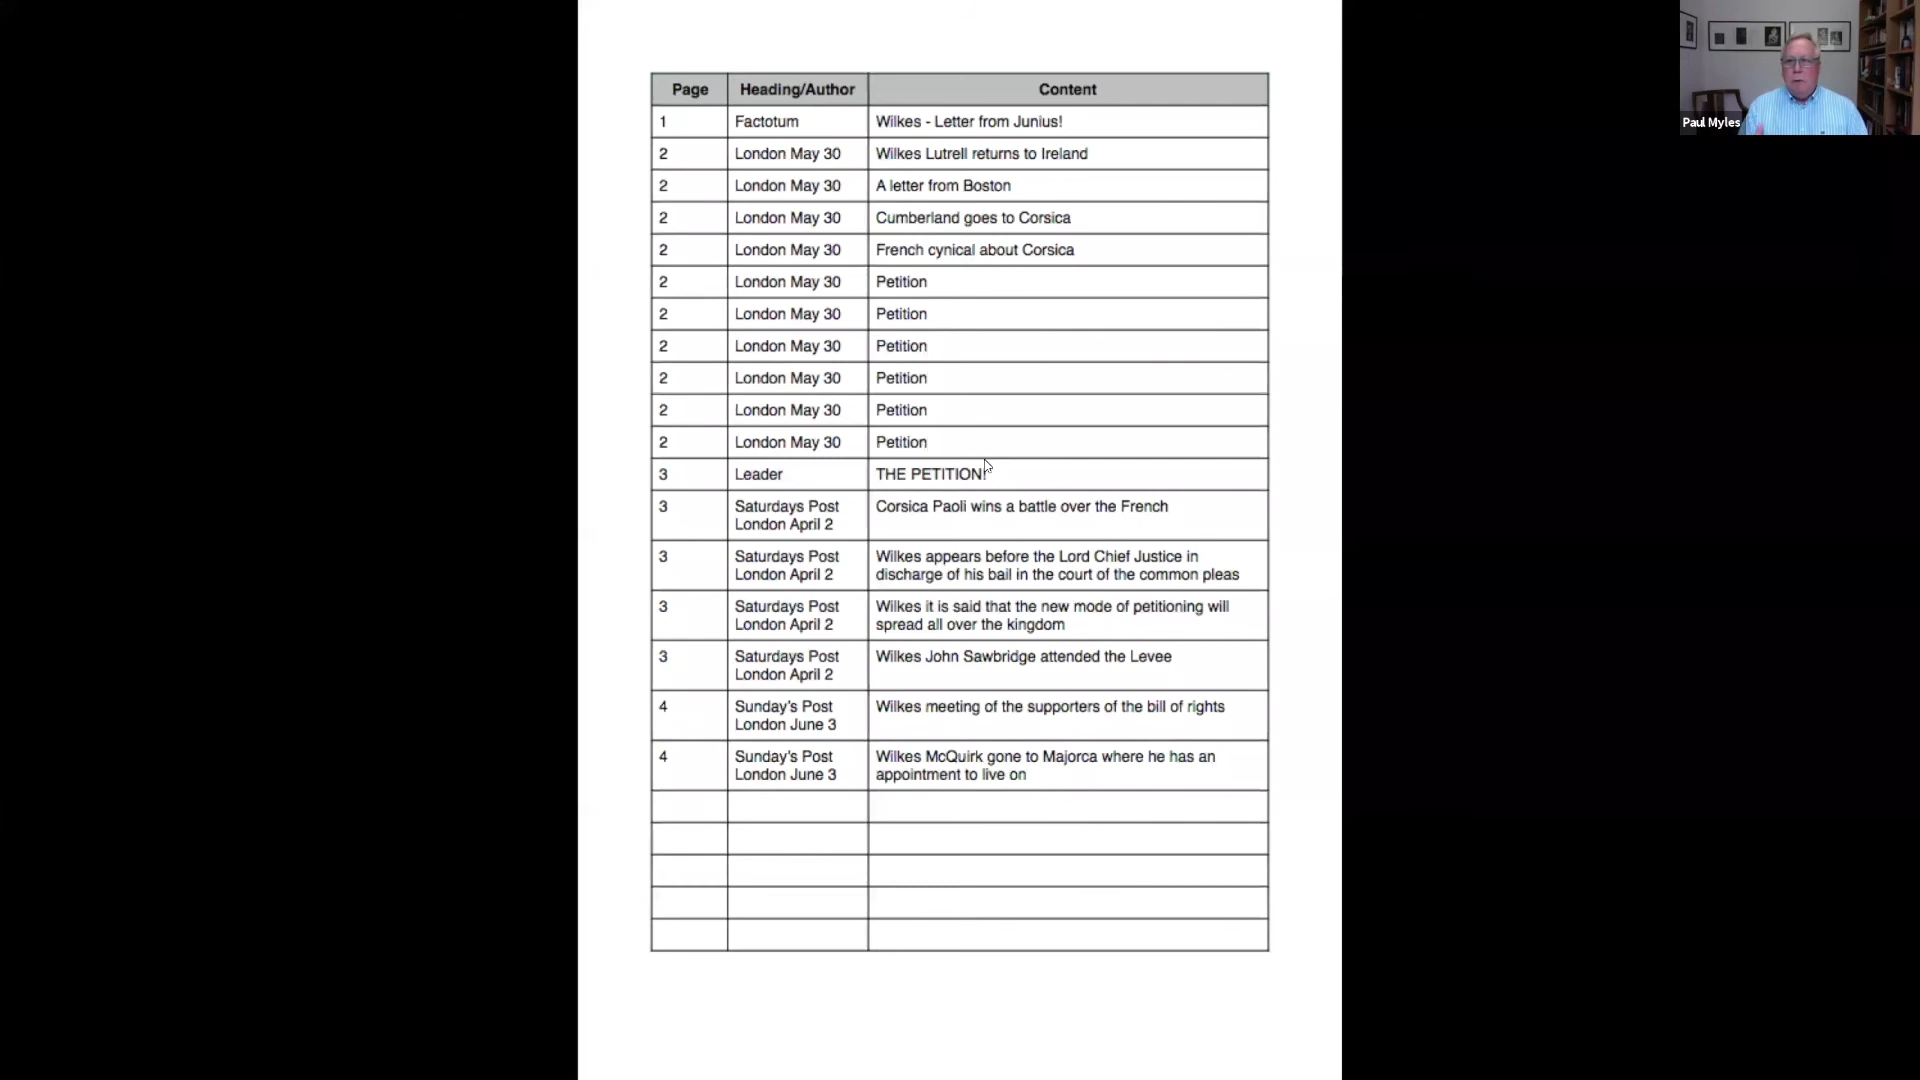 Page Heading/Author Content
1 Factotum Wilkes - Letter from Junius!
2 London May 30 Wilkes Lutrell returns to Ireland
2 London May 30 A letter from Boston
2 London May 30 Cumberland goes to Corsica
2 London May 30 French cynical about Corsica
2 London May 30 Petition
2 London May 30 Petition
2 London May 30 Petition
2 London May 30 Petition
2 London May 30 Petition
2 London May 30 Petition
3 Leader THE PETITION!
3 Saturdays Post Corsica Paoli wins a battle over the French
London April 2
3 Saturdays Post Wilkes appears before the Lord Chief Justice in
London April 2 discharge of his bail in the court of the common pleas
3 Saturdays Post Wilkes it is said that the new mode of petitioning will
London April 2 spread all over the kingdom
3 Saturdays Post Wilkes John Sawbridge attended the Levee
London April 2
4 Sunday's Post Wilkes meeting of the supporters of the bill of rights
London June 3
4 Sunday's Post Wilkes McQuirk gone to Majorca where he has an
London June 3 appointment to live on
Paul Myles